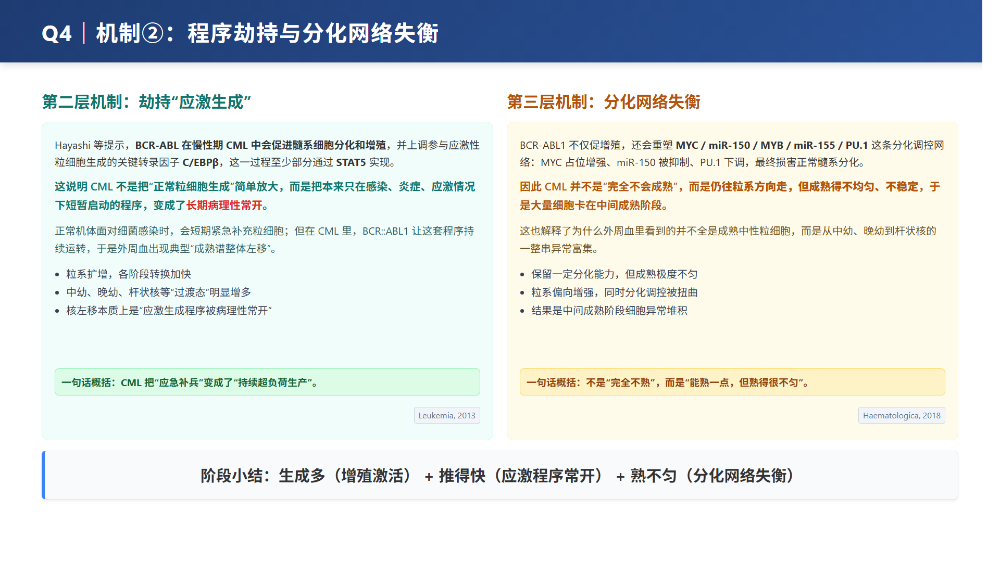 Q4｜机制②：程序劫持与分化网络失衡
第二层机制：劫持“应激生成”
Hayashi 等提示，BCR-ABL 在慢性期 CML 中会促进髓系细胞分化和增殖，并上调参与应激性
粒细胞生成的关键转录因子 C/EBPβ，这一过程至少部分通过 STAT5 实现。
这说明 CML 不是把“正常粒细胞生成”简单放大，而是把本来只在感染、炎症、应激情况
下短暂启动的程序，变成了长期病理性常开。
正常机体面对细菌感染时，会短期紧急补充粒细胞；但在 CML 里，BCR::ABL1 让这套程序持
续运转，于是外周血出现典型“成熟谱整体左移”。
• 粒系扩增，各阶段转换加快
• 中幼、晚幼、杆状核等“过渡态”明显增多
• 核左移本质上是“应激生成程序被病理性常开”
一句话概括：CML 把“应急补兵”变成了“持续超负荷生产”。
Leukemia, 2013
第三层机制：分化网络失衡
BCR-ABL1 不仅促增殖，还会重塑 MYC / miR-150 / MYB / miR-155 / PU.1 这条分化调控网
络：MYC 占位增强、miR-150 被抑制、PU.1 下调，最终损害正常髓系分化。
因此 CML 并不是“完全不会成熟”，而是仍往粒系方向走，但成熟得不均匀、不稳定，于
是大量细胞卡在中间成熟阶段。
这也解释了为什么外周血里看到的并不全是成熟中性粒细胞，而是从中幼、晚幼到杆状核的
一整串异常富集。
• 保留一定分化能力，但成熟极度不匀
• 粒系偏向增强，同时分化调控被扭曲
• 结果是中间成熟阶段细胞异常堆积
一句话概括：不是“完全不熟”，而是“能熟一点，但熟得很不匀”。
Haematologica, 2018
阶段小结：生成多（增殖激活） + 推得快（应激程序常开） + 熟不匀（分化网络失衡）